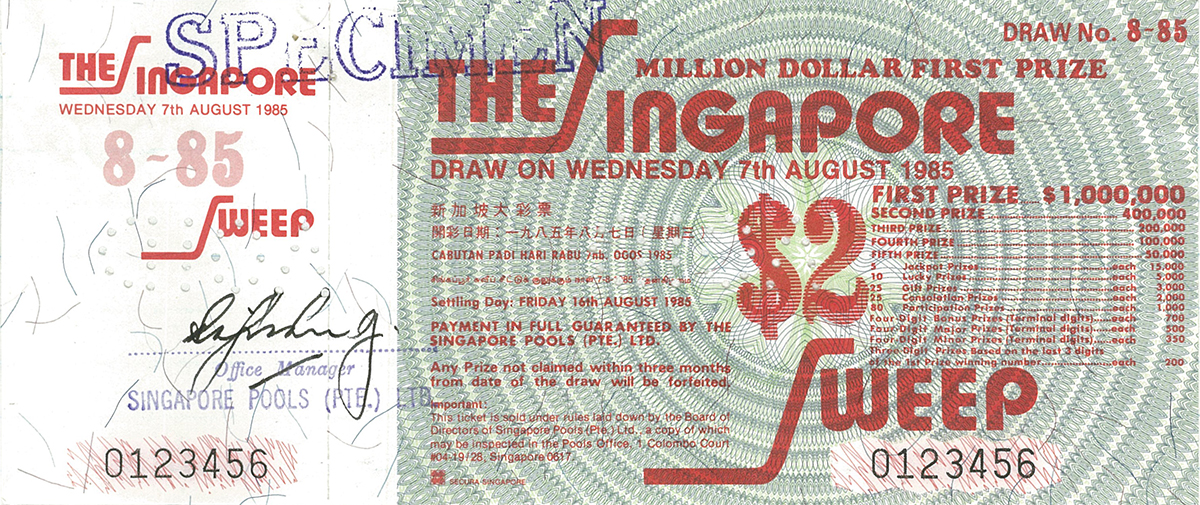 SPeCIMEN
THE SINGAPORE
WEDNESDAY 7th AUGUST 1985
8-85
SWEEP
Office Manager
SINGAPORE POOLS (PTE.) LTD.
0123456
DRAW No. 8-85
MILLION DOLLAR FIRST PRIZE
THE SINGAPORE
DRAW ON WEDNESDAY 7th AUGUST 1985
新加坡大彩票
開彩日期:一九八五年八月七日(星期三)
CABUTAN PADI HARI RABU 7hb. OGOS 1985
Settling Day: FRIDAY 16th AUGUST 1985
PAYMENT IN FULL GUARANTEED BY THE
SINGAPORE POOLS (PTE.) LTD.
Any Prize not claimed within three months
from date of the draw will be forfeited.
Important:
This ticket is sold under rules laid down by the Board of
Directors of Singapore Pools (Pte.) Ltd., a copy of which
may be inspected in the Pools Office, 1 Colombo Court
#04-19/28, Singapore 0617.
SECURA SINGAPORE
$2
FIRST PRIZE $1,000,000
SECOND PRIZE 400,000
THIRD PRIZE 200,000
FOURTH PRIZE 100,000
FIFTH PRIZE 50,000
5 Jackpot Prizes each 15,000
10 Lucky Prizes each 5,000
25 Gift Prizes each 3,000
25 Consolation Prizes each 2,000
80 Participation Prizes each 1,000
Four-Digit Bonus Prizes (Terminal digits) each 700
Four-Digit Major Prizes (Terminal digits) each 500
Four-Digit Minor Prizes (Terminal digits) each 350
Three-Digit Prizes Based on the last 3 digits
of the 1st Prize winning number each 200
SWEEP
0123456